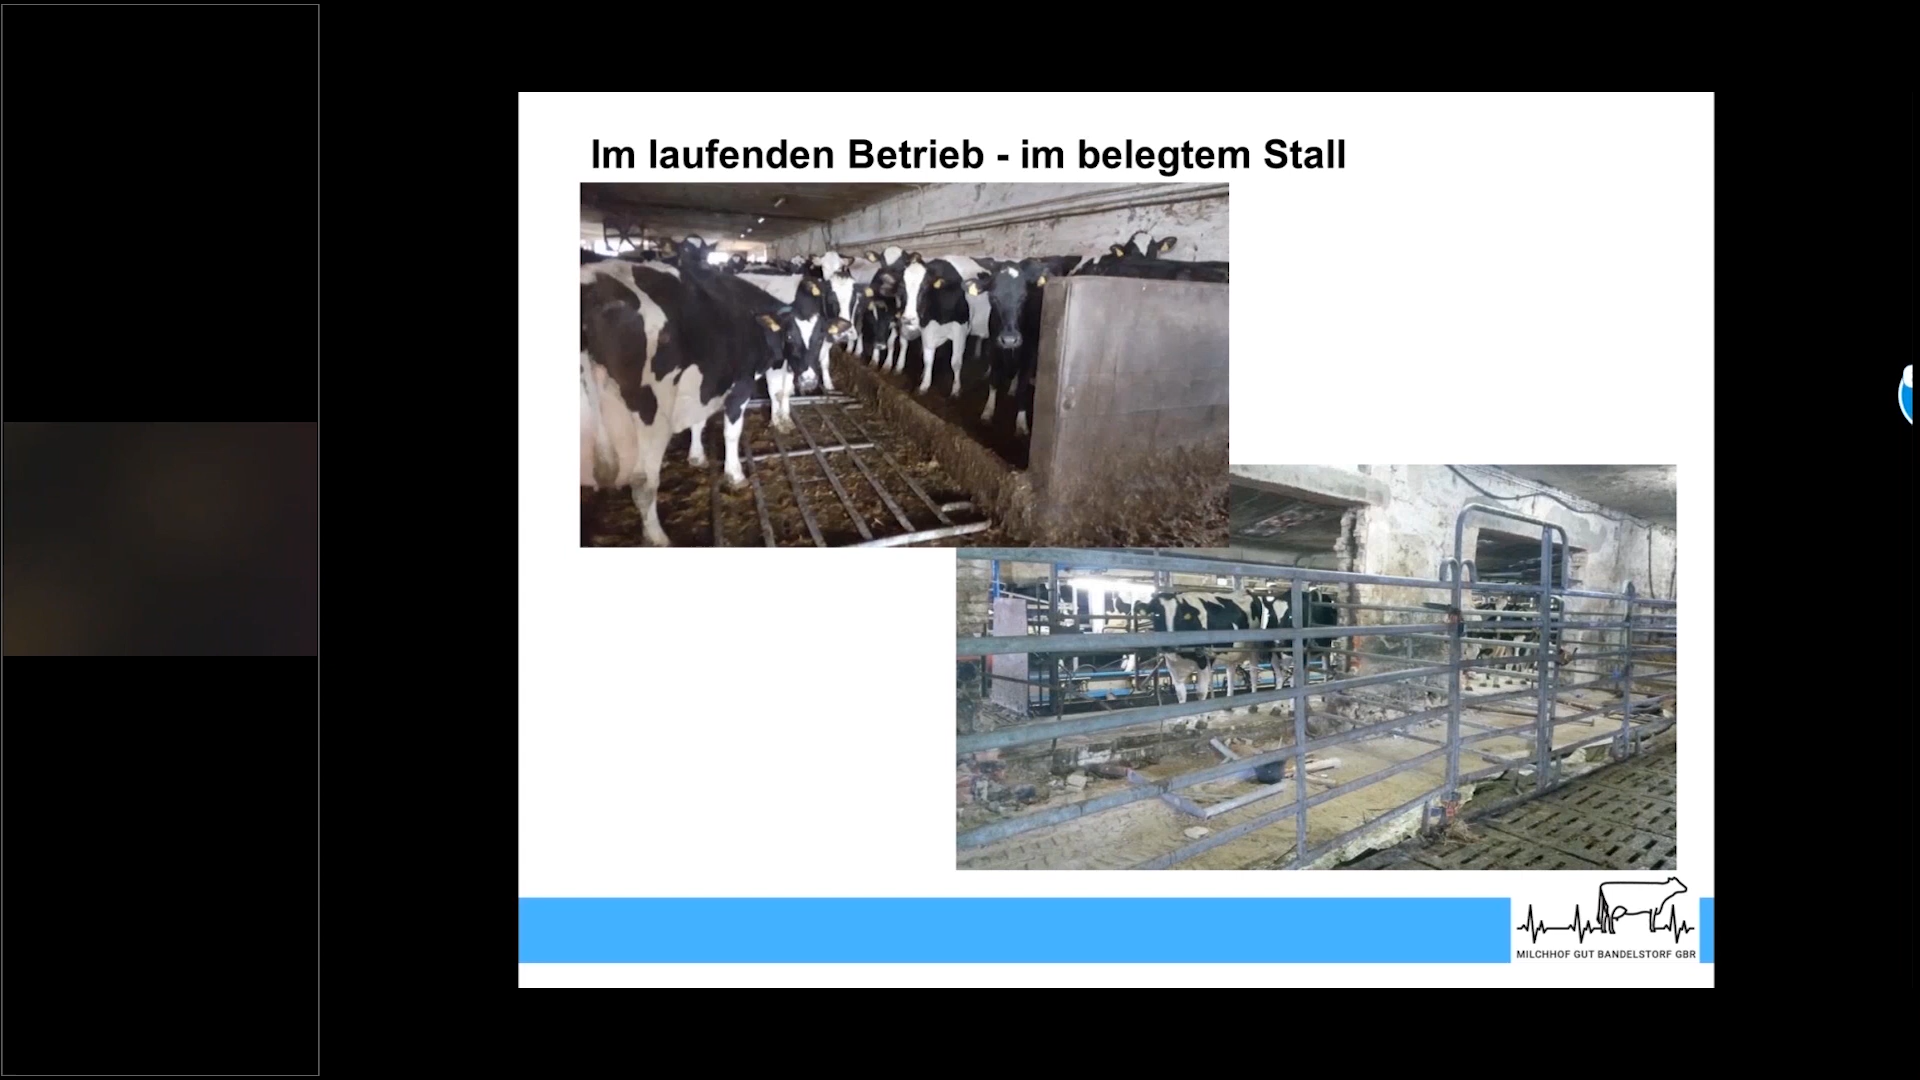 Im laufenden Betrieb - im belegtem Stall
MILCHHOF GUT BANDELSTORF GBR